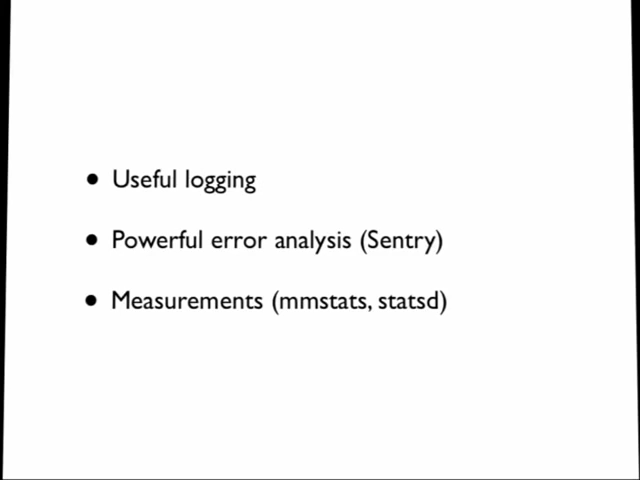 • Useful logging
• Powerful error analysis (Sentry)
• Measurements (mmstats, statsd)